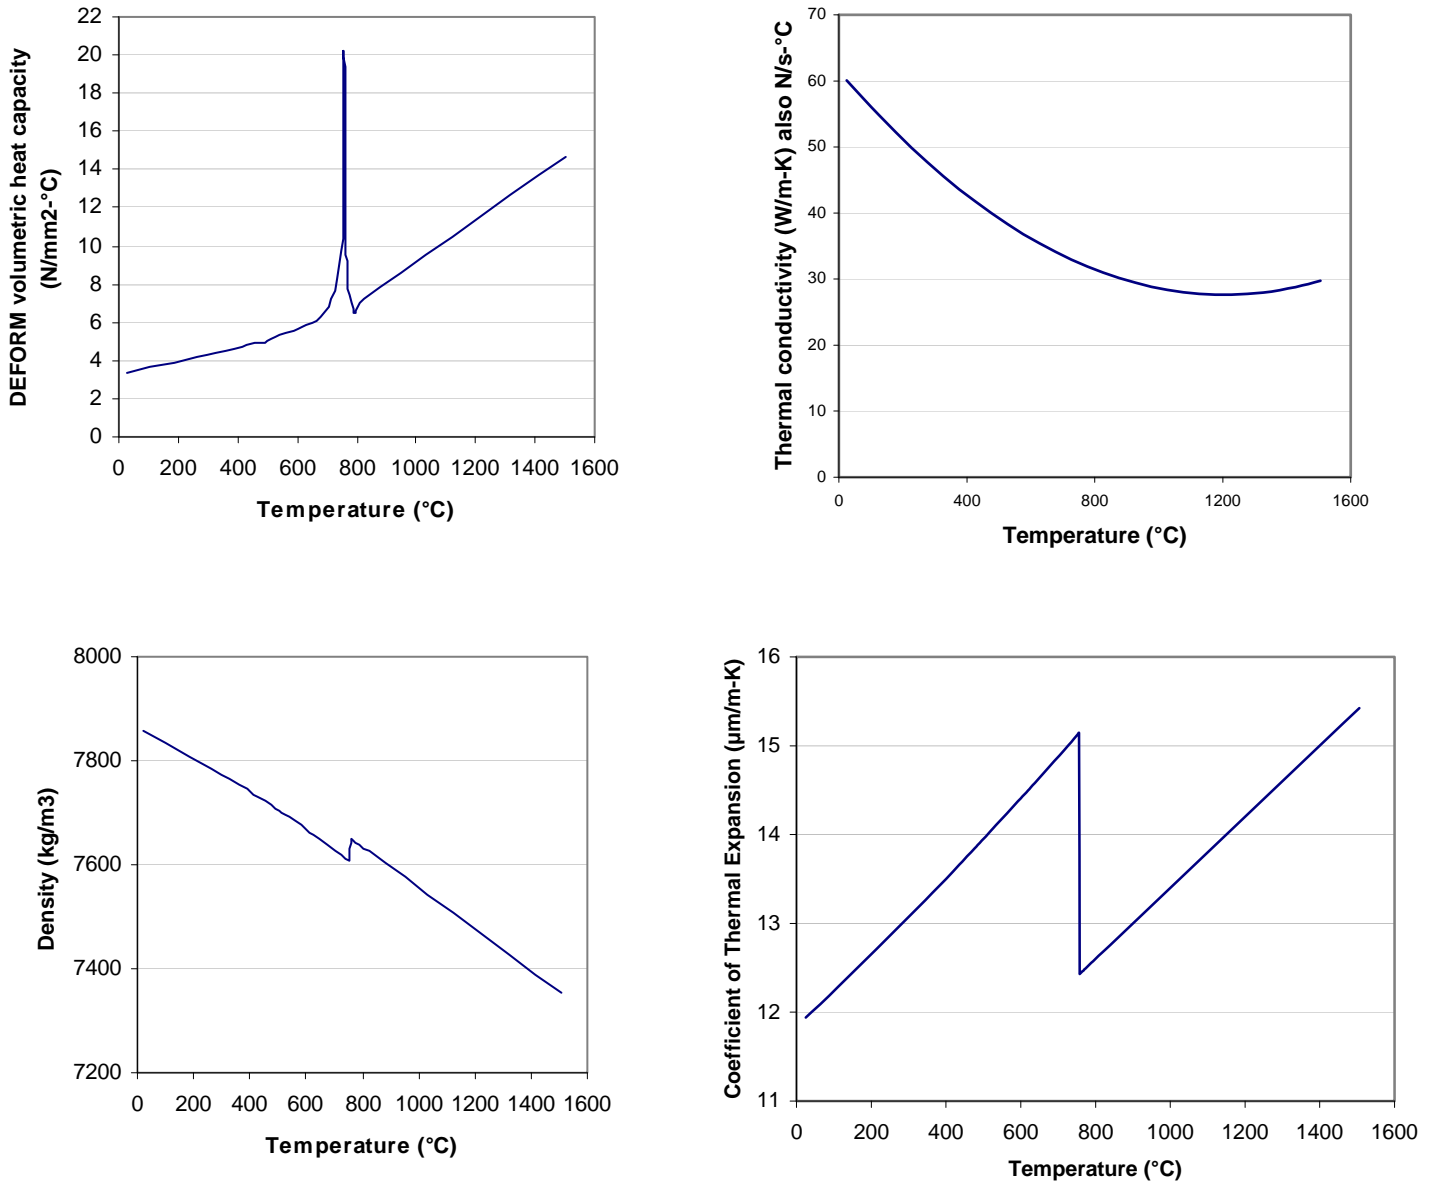 DEFORM volumetric heat capacity
(N/mm2-°C)
22
20
18
16
14
12
10
8
6
4
2
0
0 200 400 600 800 1000 1200 1400 1600
Temperature (°C)
Thermal conductivity (W/m-K) also N/s-°C
70
60
50
40
30
20
10
0
0 400 800 1200 1600
Temperature (°C)
Density (kg/m3)
8000
7800
7600
7400
7200
0 200 400 600 800 1000 1200 1400 1600
Temperature (°C)
Coefficient of Thermal Expansion (µm/m-K)
16
15
14
13
12
11
0 200 400 600 800 1000 1200 1400 1600
Temperature (°C)